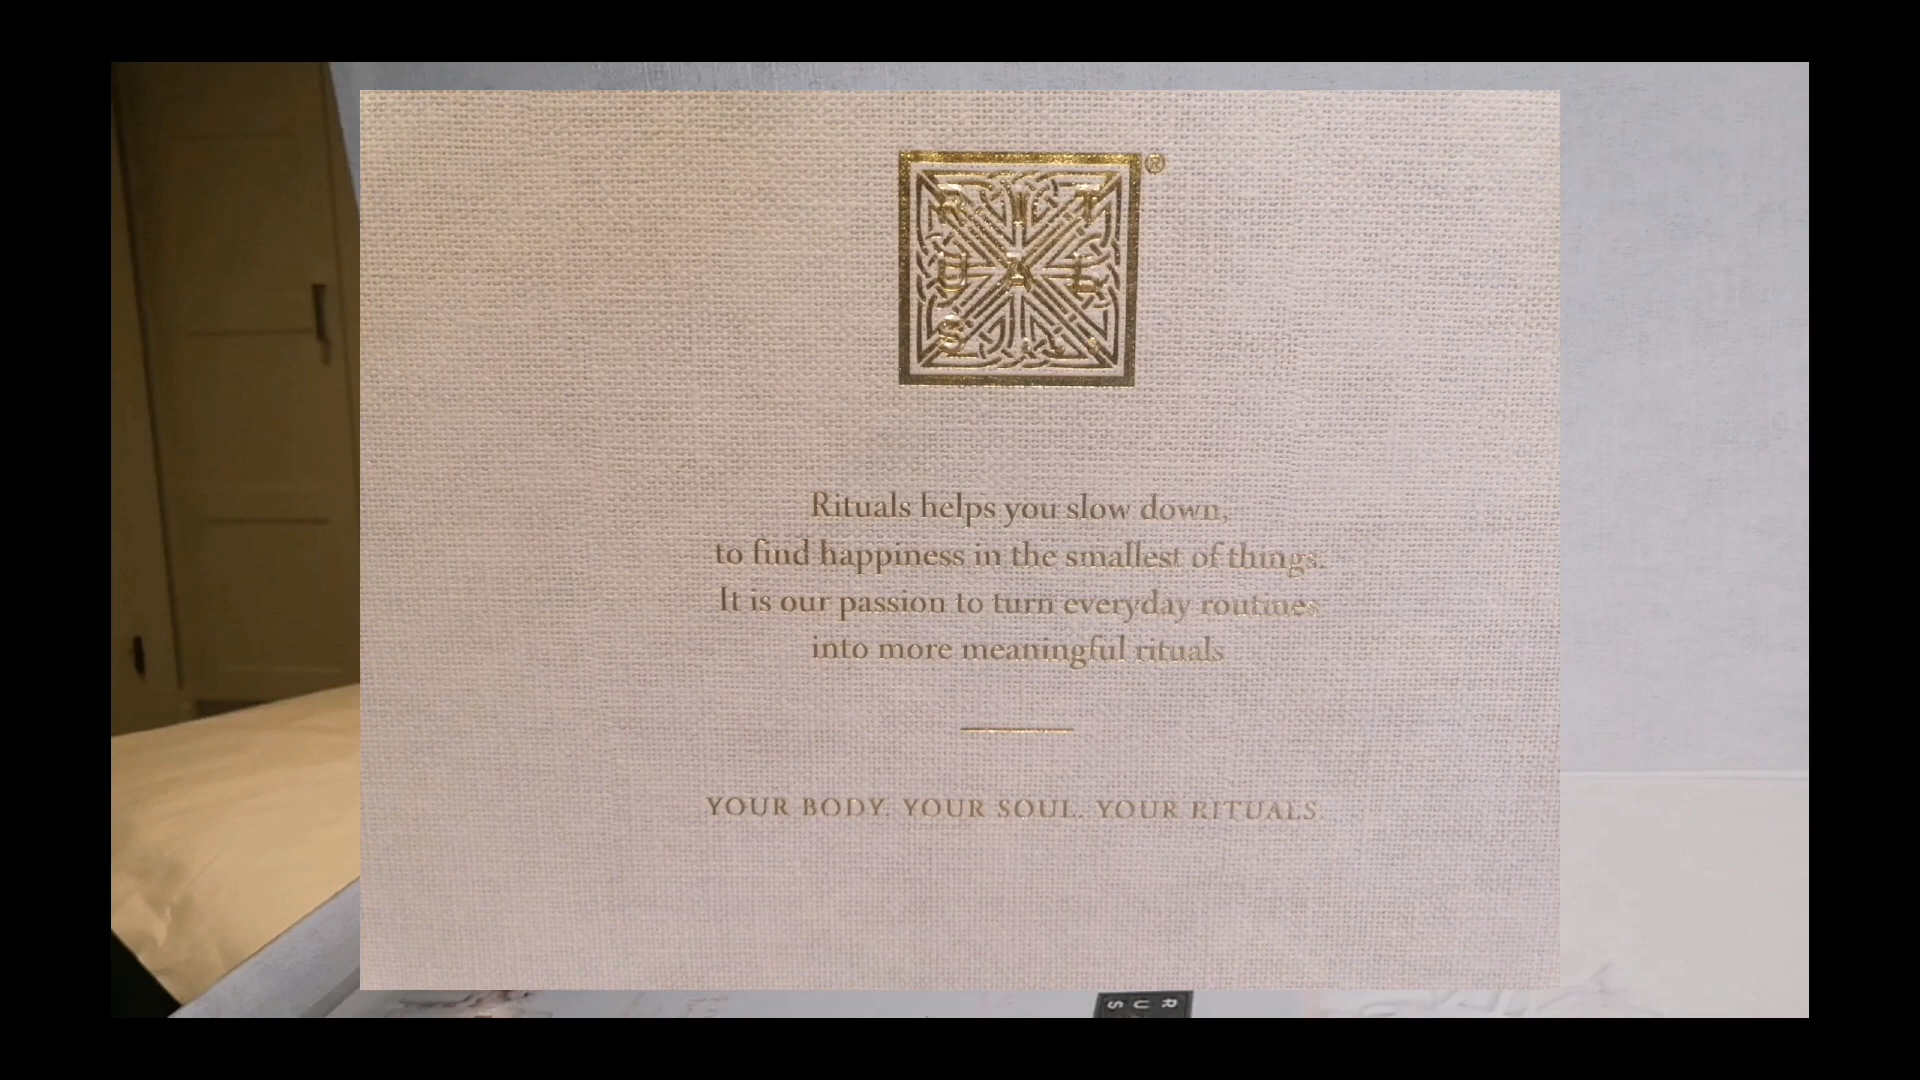 R I T
U A L
S
®
Rituals helps you slow down,
to find happiness in the smallest of things.
It is our passion to turn everyday routines
into more meaningful rituals
YOUR BODY. YOUR SOUL. YOUR RITUALS.
R
U
S